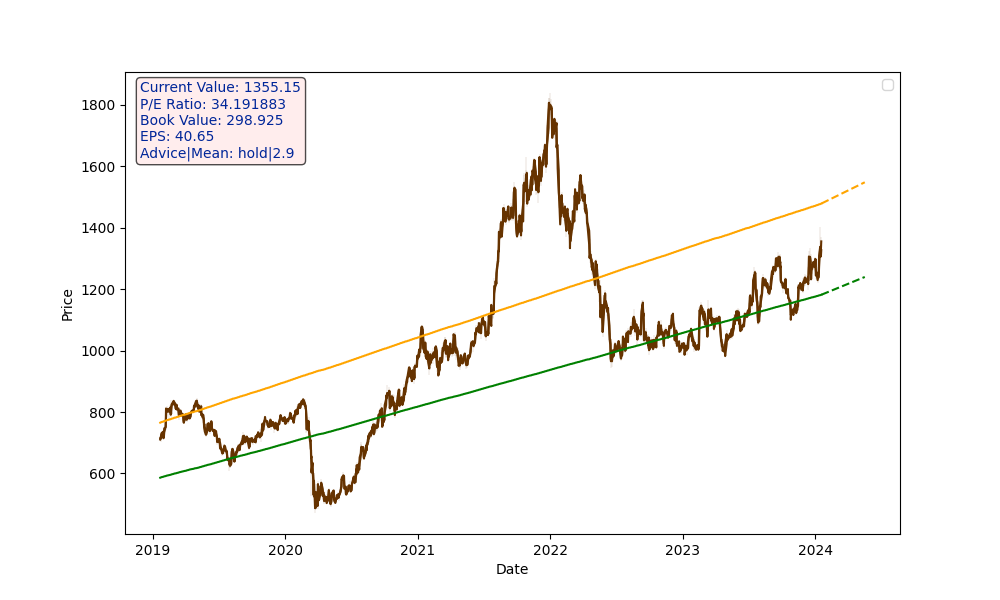 Current Value: 1355.15
P/E Ratio: 34.191883
Book Value: 298.925
EPS: 40.65
Advice|Mean: hold|2.9
1800
1600
1400
1200
1000
800
600
Price
2019 2020 2021 2022 2023 2024
Date